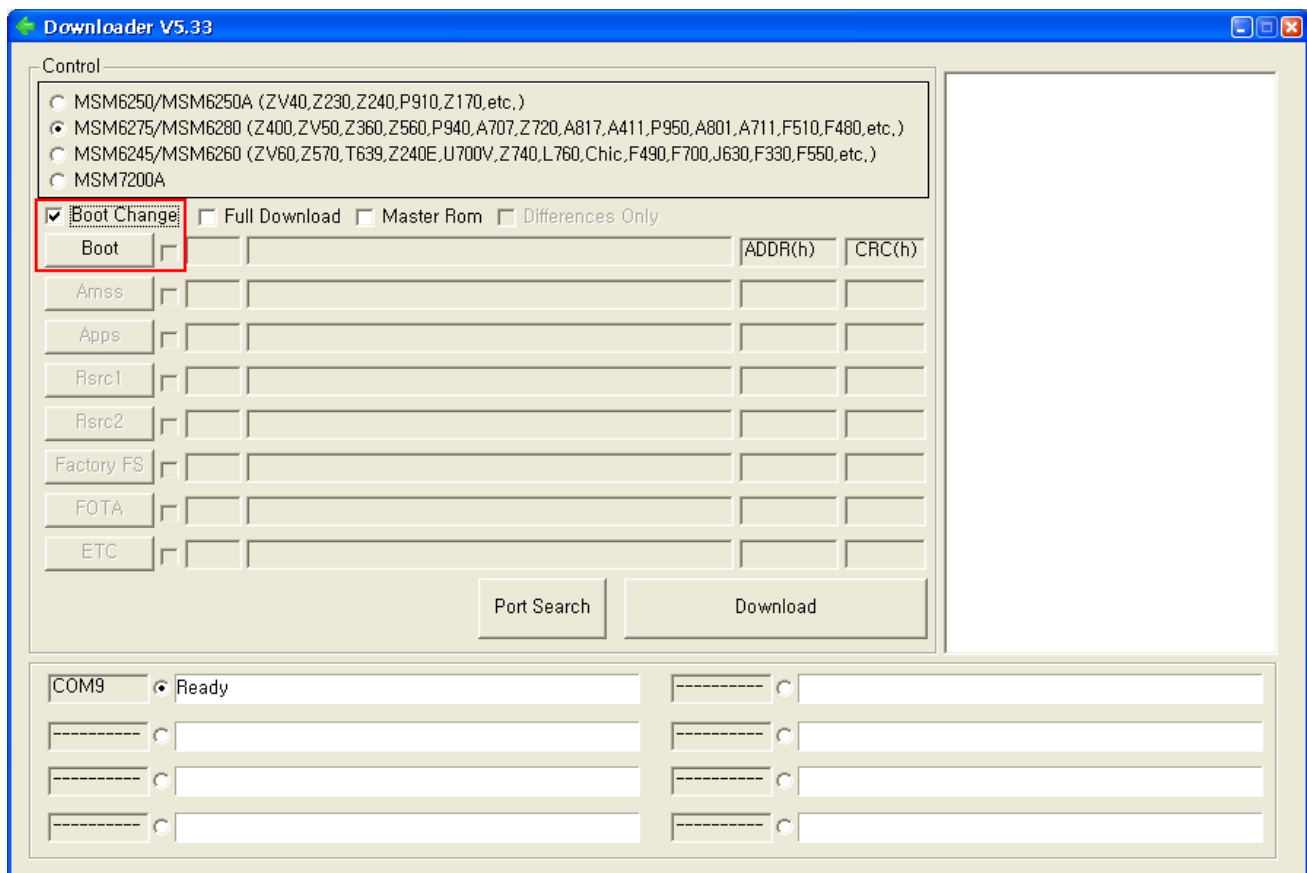 Downloader V5.33
Control
MSM6250/MSM6250A (ZV40,Z230,Z240,P910,Z170,etc,)
MSM6275/MSM6280 (Z400,ZV50,Z360,Z560,P940,A707,Z720,A817,A411,P950,A801,A711,F510,F480,etc,)
MSM6245/MSM6260 (ZV60,Z570,T639,Z240E,U700V,Z740,L760,Chic,F490,F700,J630,F330,F550,etc,)
MSM7200A
Boot Change Full Download Master Rom Differences Only
Boot ADDR(h) CRC(h)
Amss
Apps
Rsrc1
Rsrc2
Factory FS
FOTA
ETC
Port Search Download
COM9 Ready ----------
---------- ----------
---------- ----------
---------- ----------